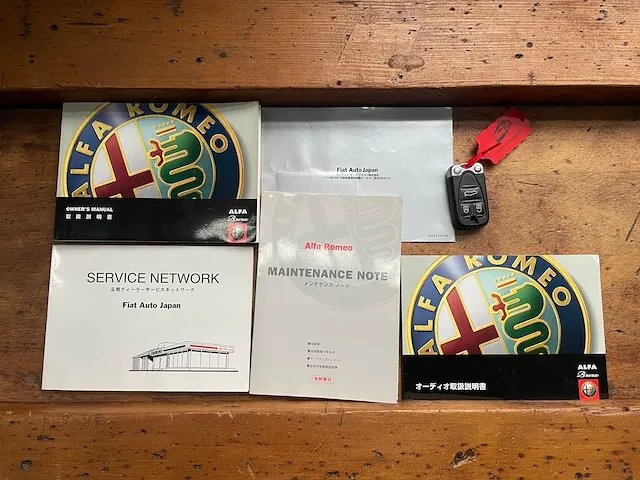 ALFA ROMEO
OWNER'S MANUAL
取扱説明書
ALFA
Brera
Fiat Auto Japan
SERVICE NETWORK
正規ディーラーサービスネットワーク
Fiat Auto Japan
Alfa Romeo
MAINTENANCE NOTE
メンテナンスノート
ALFA ROMEO
オーディオ取扱説明書
ALFA
Brera